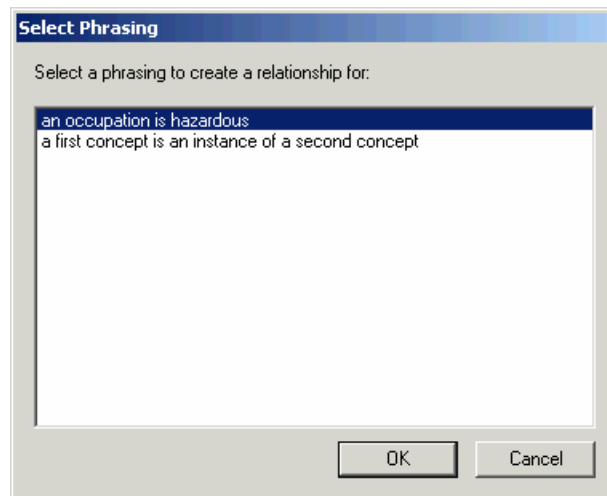 Select Phrasing
Select a phrasing to create a relationship for:
an occupation is hazardous
a first concept is an instance of a second concept
OK Cancel